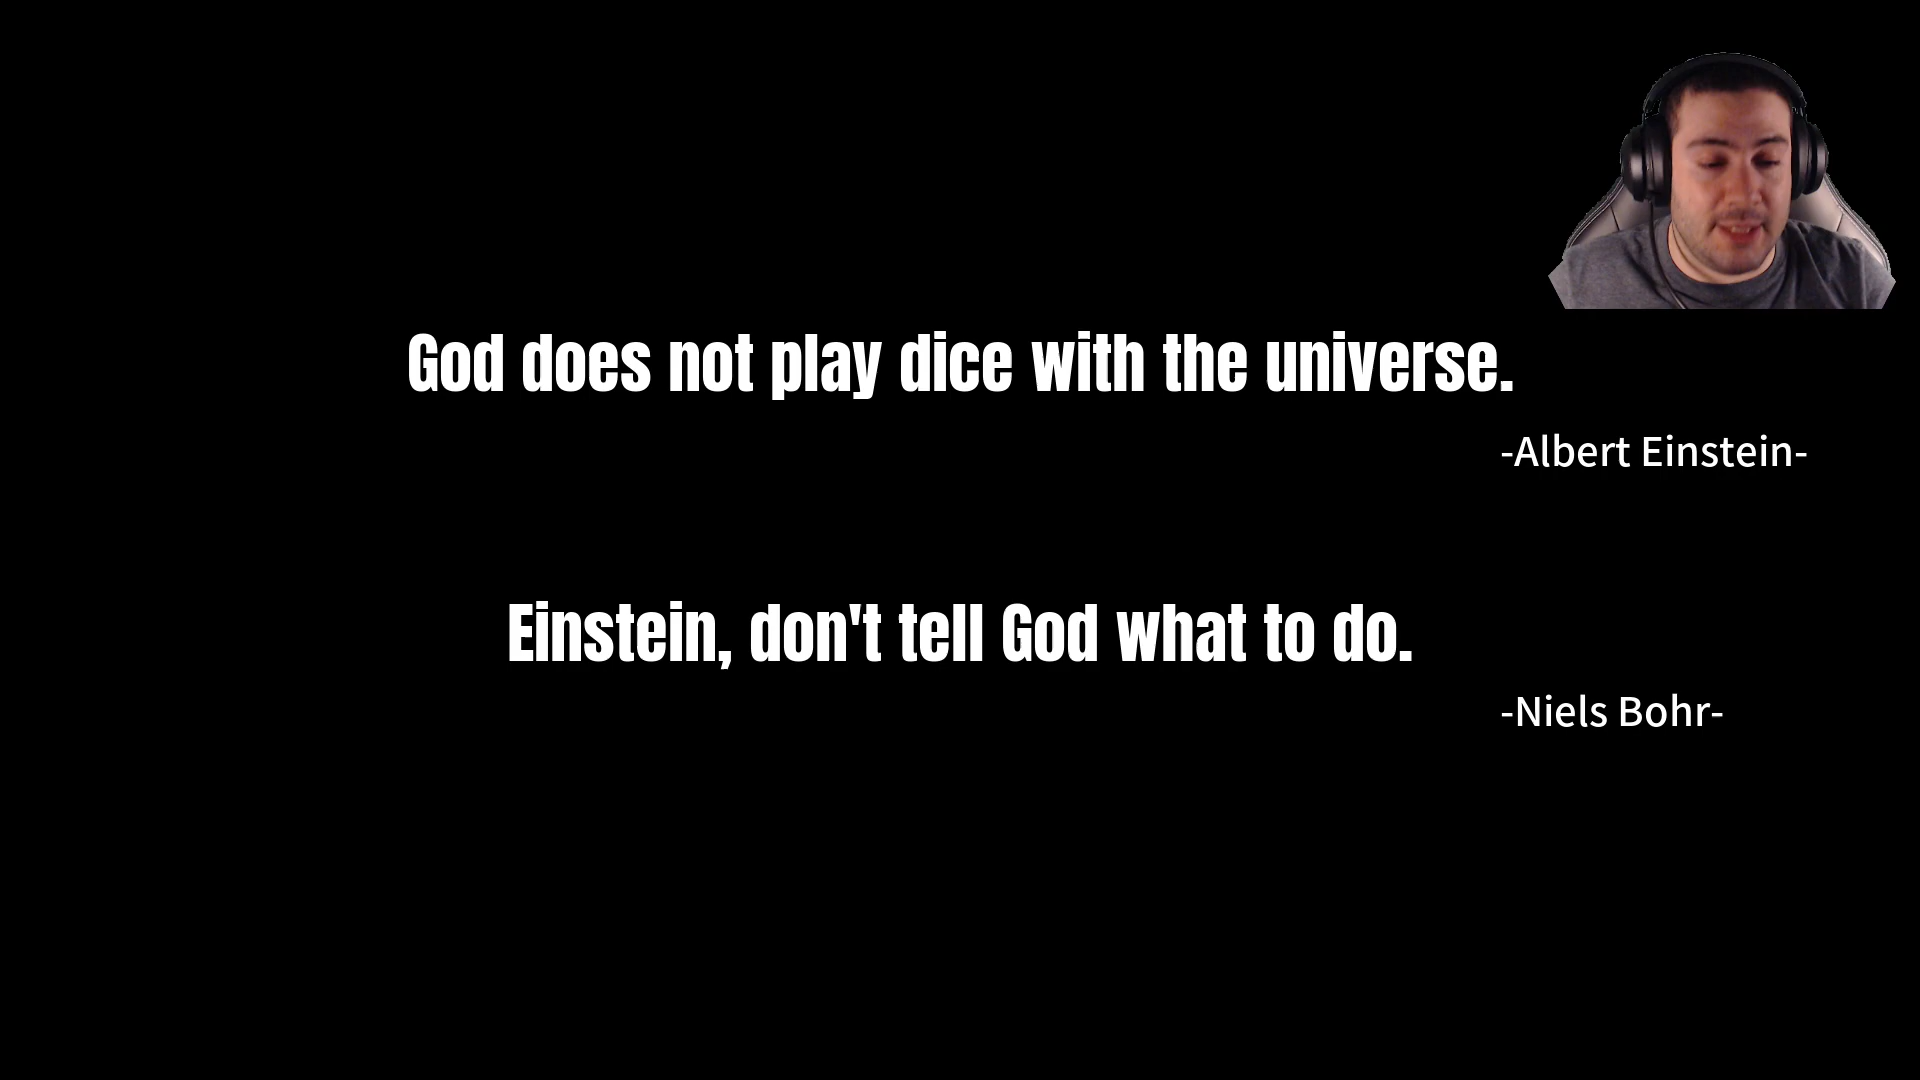 God does not play dice with the universe.
-Albert Einstein-
Einstein, don't tell God what to do.
-Niels Bohr-